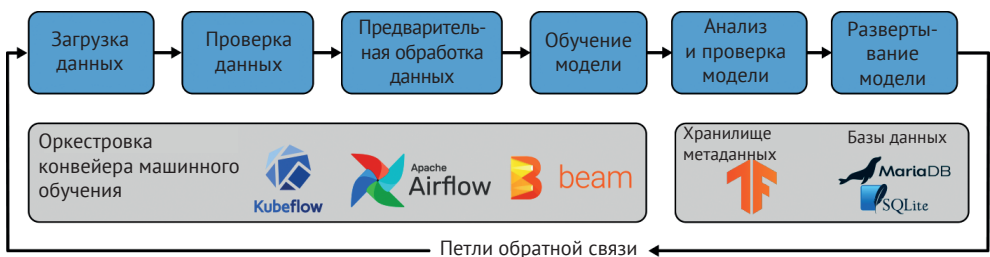 Загрузка
данных
Проверка
данных
Предваритель-
ная обработка
данных
Обучение
модели
Анализ
и проверка
модели
Разверты-
вание
модели
Оркестровка
конвейера машинного
обучения
Kubeflow
Apache
Airflow
beam
Хранилище
метаданных
Базы данных
MariaDB
SQLite
Петли обратной связи